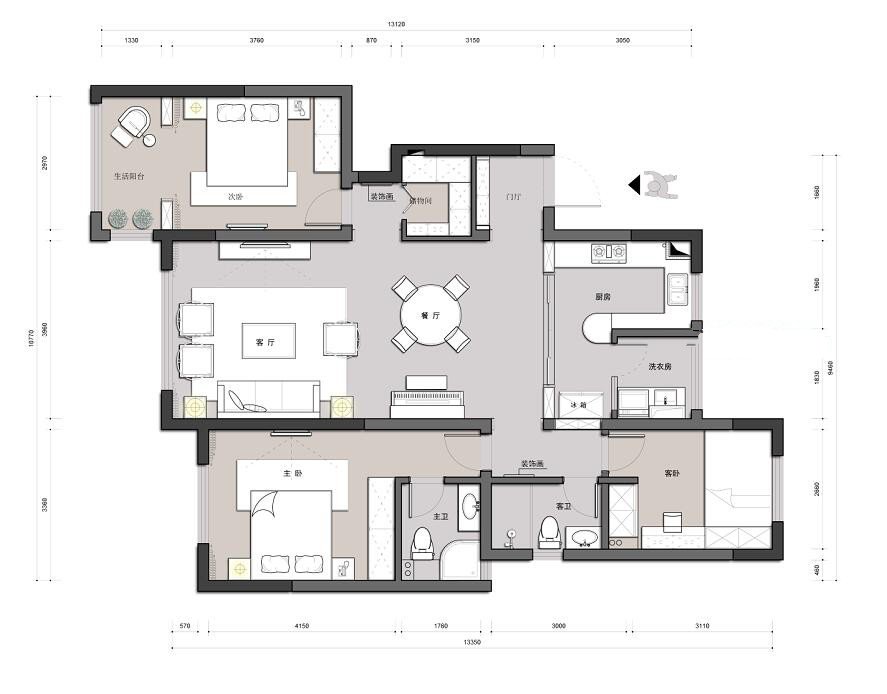 13120
1330 3760 870 3150 3050
2970
3960
3360
10770
1660
1960
1830
2660
460
9460
生活阳台
次卧
装饰画
储物间
门厅
厨房
客厅
餐厅
洗衣房
冰箱
主卧
装饰画
客卧
主卫
客卫
570 4150 1760 3000 3110
13350